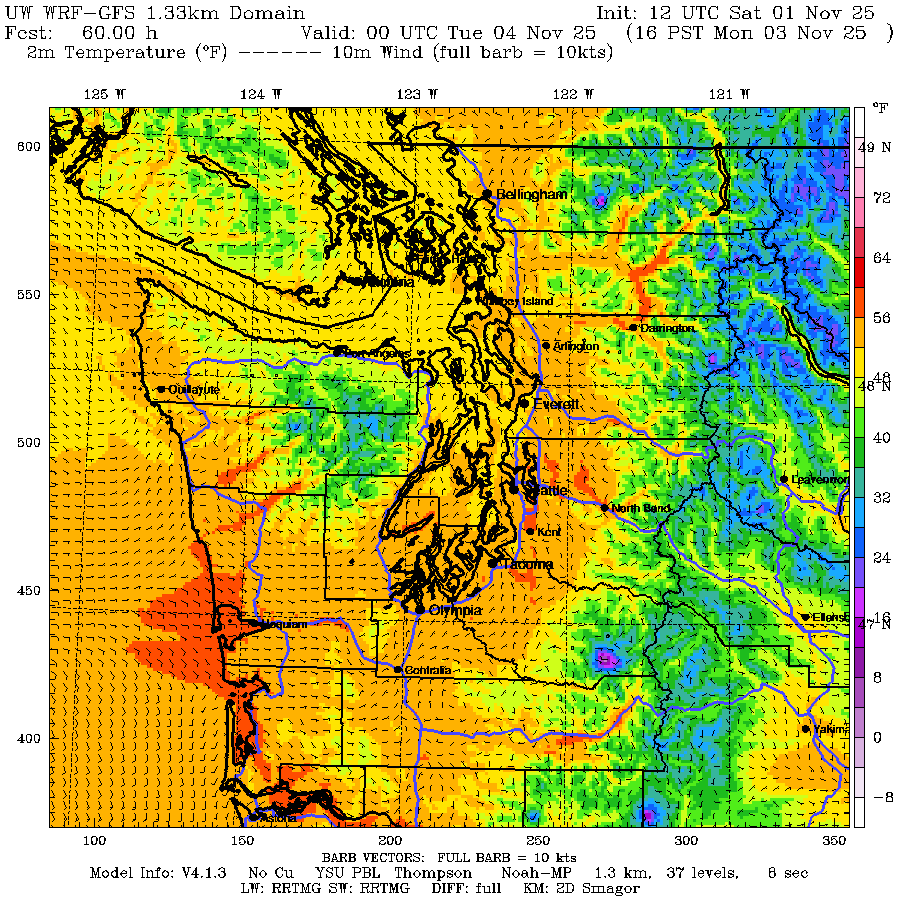 UW WRF-GFS 1.33km Domain Init: 12 UTC Sat 01 Nov 25
Fcst: 60.00 h Valid: 00 UTC Tue 04 Nov 25 (16 PST Mon 03 Nov 25 )
2m Temperature (°F) ------ 10m Wind (full barb = 10kts)
125 W 124 W 123 W 122 W 121 W
°F
600
49 N
Bellingham
72
64
550
Island
56
Darrington
Arlington
Port Angeles
48
48 N
Quillayute
Everett
500
40
Leavenworth
Seattle
32
North Bend
Kent
24
Tacoma
450
16
Olympia
47 N
Hoquiam
Centralia
8
400
0
Yakima
-8
Astoria
100 150 200 250 300 350
BARB VECTORS: FULL BARB = 10 kts
Model Info: V4.1.3 No Cu YSU PBL Thompson Noah-MP 1.3 km, 37 levels, 8 sec
LW: RRTMG SW: RRTMG DIFF: full KM: 2D Smagor